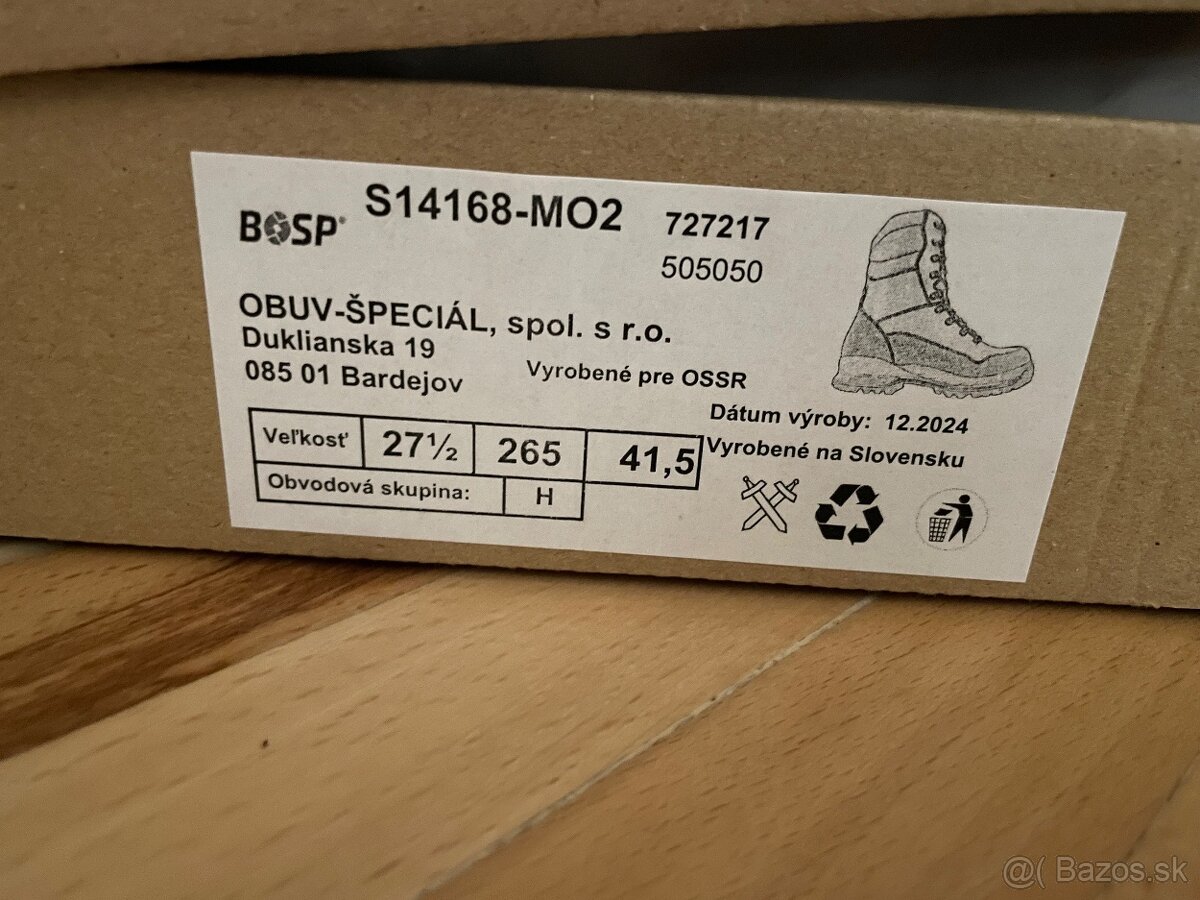 BOSP® S14168-MO2 727217
505050
OBUV-ŠPECIÁL, spol. s r.o.
Duklianska 19
085 01 Bardejov
Vyrobené pre OSSR
Dátum výroby: 12.2024
Vyrobené na Slovensku
Veľkosť 27½ 265 41,5
Obvodová skupina: H
@( Bazos.sk